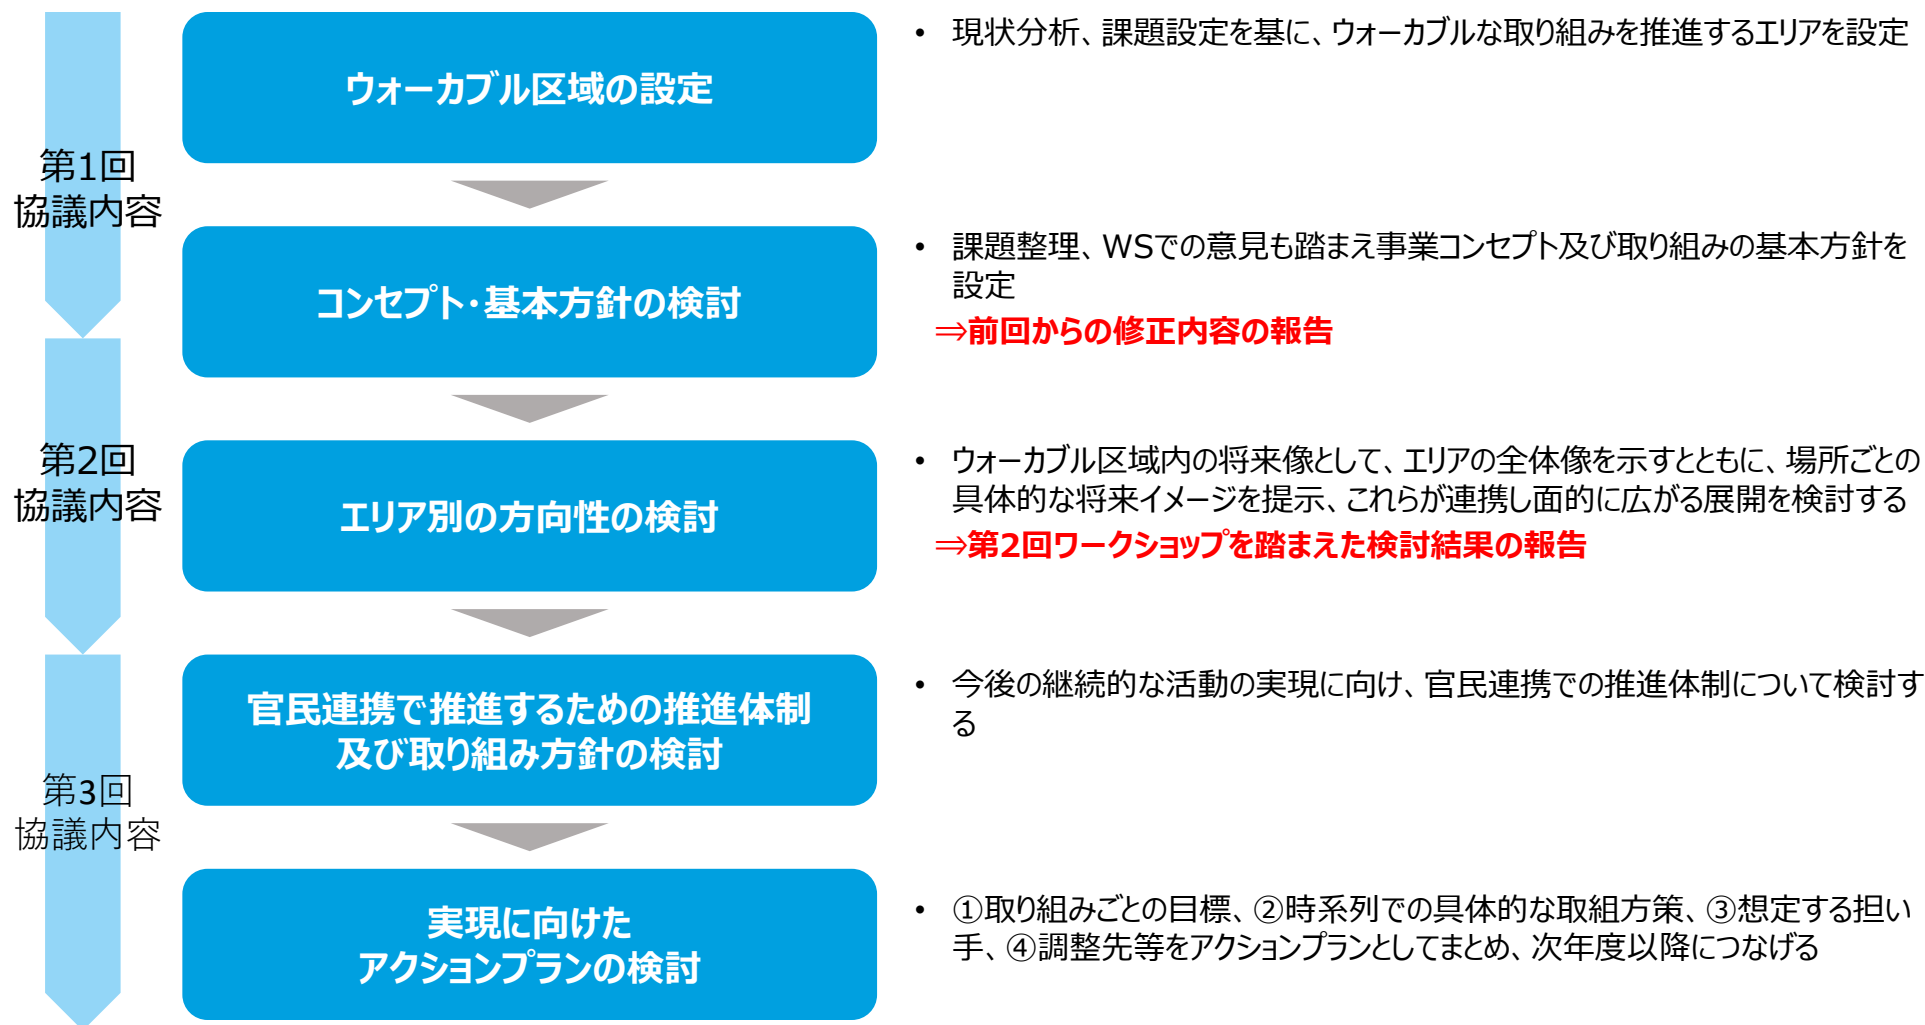 第1回
協議内容
ウォーカブル区域の設定
• 現状分析、課題設定を基に、ウォーカブルな取り組みを推進するエリアを設定
コンセプト・基本方針の検討
• 課題整理、WSでの意見も踏まえ事業コンセプト及び取り組みの基本方針を
設定
⇒前回からの修正内容の報告
第2回
協議内容
エリア別の方向性の検討
• ウォーカブル区域内の将来像として、エリアの全体像を示すとともに、場所ごとの
具体的な将来イメージを提示、これらが連携し面的に広がる展開を検討する
⇒第2回ワークショップを踏まえた検討結果の報告
第3回
協議内容
官民連携で推進するための推進体制
及び取り組み方針の検討
• 今後の継続的な活動の実現に向け、官民連携での推進体制について検討す
る
実現に向けた
アクションプランの検討
• ①取り組みごとの目標、②時系列での具体的な取組方策、③想定する担い
手、④調整先等をアクションプランとしてまとめ、次年度以降につなげる